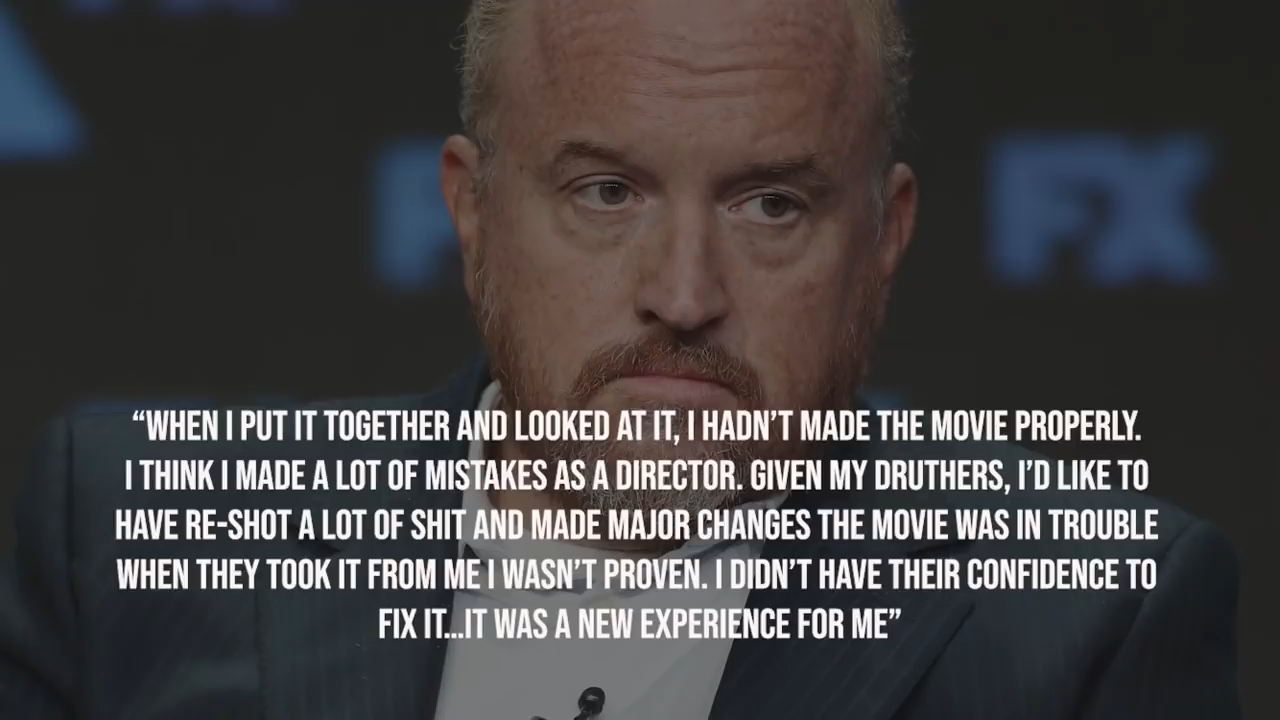 FX
“WHEN I PUT IT TOGETHER AND LOOKED AT IT, I HADN’T MADE THE MOVIE PROPERLY.
I THINK I MADE A LOT OF MISTAKES AS A DIRECTOR. GIVEN MY DRUTHERS, I’D LIKE TO
HAVE RE-SHOT A LOT OF SHIT AND MADE MAJOR CHANGES THE MOVIE WAS IN TROUBLE
WHEN THEY TOOK IT FROM ME I WASN’T PROVEN. I DIDN’T HAVE THEIR CONFIDENCE TO
FIX IT...IT WAS A NEW EXPERIENCE FOR ME”